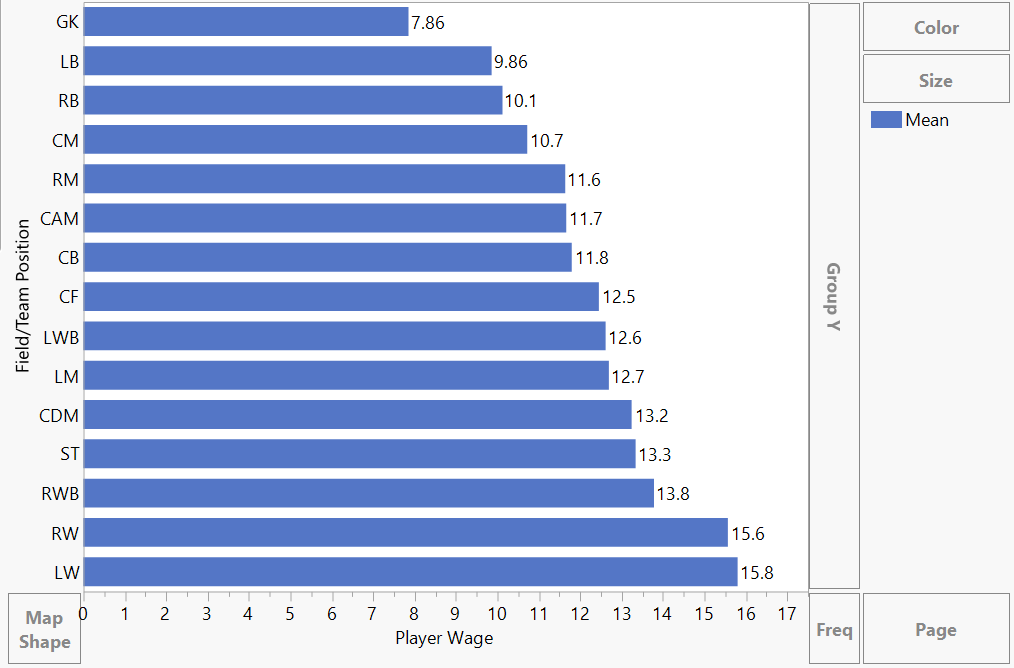 Field/Team Position
GK 7.86
LB 9.86
RB 10.1
CM 10.7
RM 11.6
CAM 11.7
CB 11.8
CF 12.5
LWB 12.6
LM 12.7
CDM 13.2
ST 13.3
RWB 13.8
RW 15.6
LW 15.8
0 1 2 3 4 5 6 7 8 9 10 11 12 13 14 15 16 17
Player Wage
Map
Shape
Group Y
Freq
Color
Size
Mean
Page